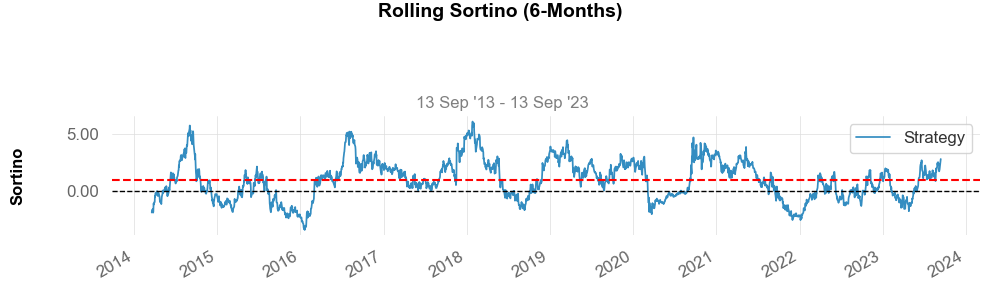 Rolling Sortino (6-Months)
13 Sep '13 - 13 Sep '23
Sortino
5.00
0.00
Strategy
2014 2015 2016 2017 2018 2019 2020 2021 2022 2023 2024